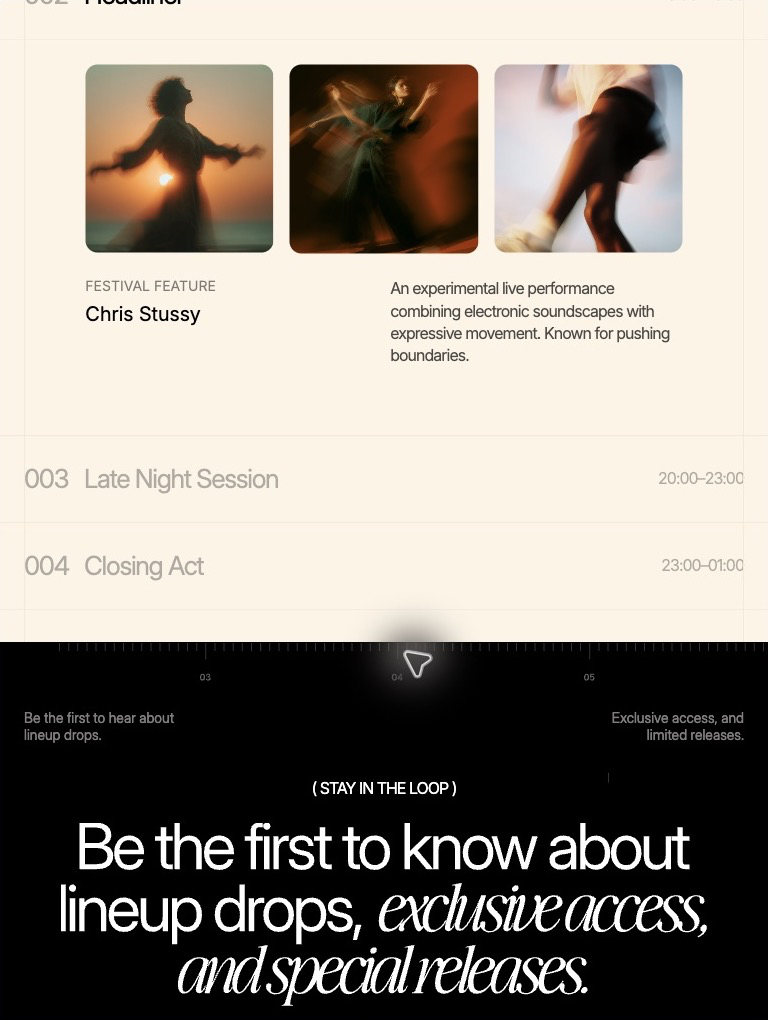 002 Headliner
FESTIVAL FEATURE
Chris Stussy
An experimental live performance
combining electronic soundscapes with
expressive movement. Known for pushing
boundaries.
003 Late Night Session 20:00–23:00
004 Closing Act 23:00–01:00
03 04 05
Be the first to hear about
lineup drops.
Exclusive access, and
limited releases.
( STAY IN THE LOOP )
Be the first to know about
lineup drops, exclusive access,
and special releases.